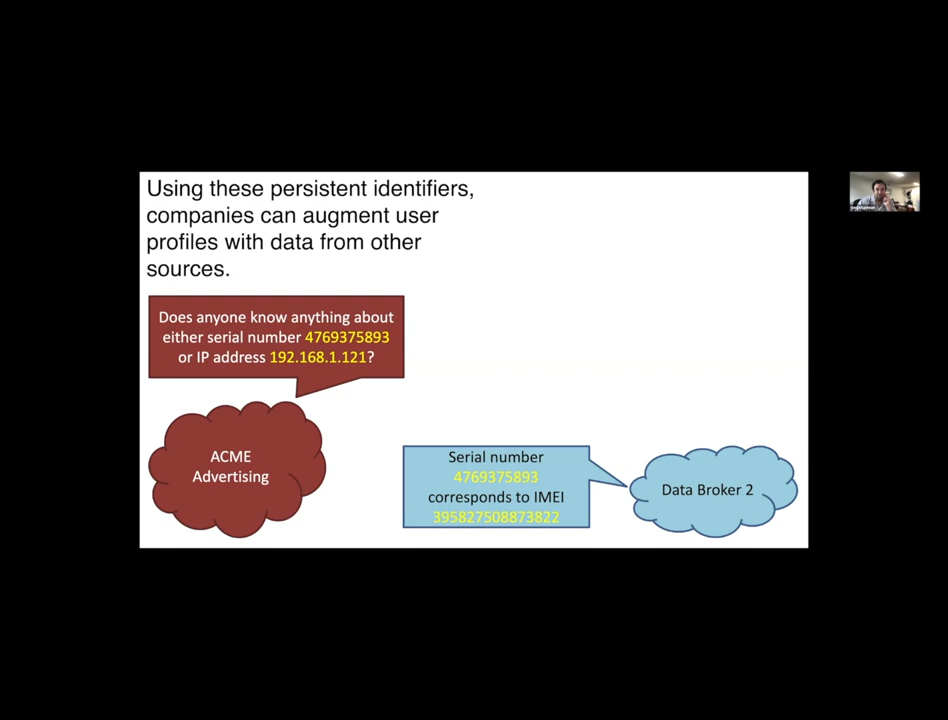 Using these persistent identifiers,
companies can augment user
profiles with data from other
sources.
Does anyone know anything about
either serial number 4769375893
or IP address 192.168.1.121?
ACME
Advertising
Serial number
4769375893
corresponds to IMEI
395827508873822
Data Broker 2